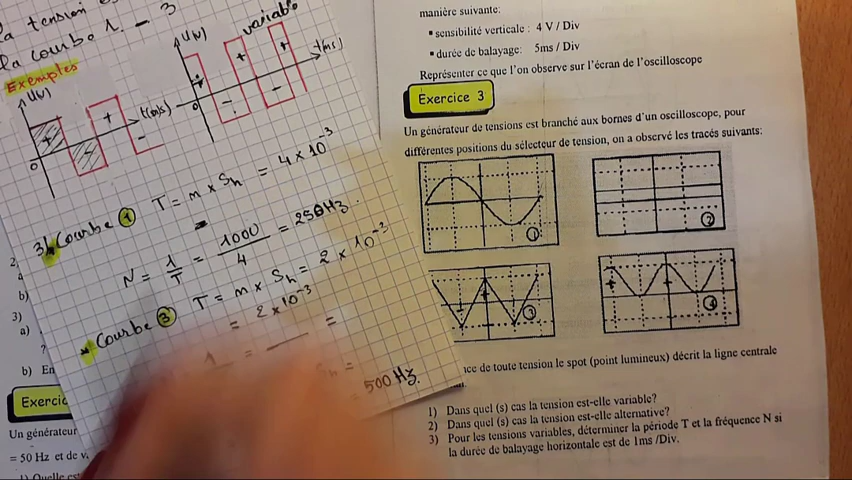 la tension
la courbe 1. - 3
Exemples
U(v)
t(m/s)
+
-
0
U(v)
variable
t(ms)
+
+
+
-
-
0
3) Courbe 1 T = m x Sh = 4 x 10^-3
N = 1/T = 1000/4 = 250Hz.
* Courbe 3 T = m x Sh = 2 x 10^-3
= 2 x 10^-3
= 500 Hz.
b)
3)
a)
?
b) En
Exercic
Un générateur
= 50 Hz et de v.
1) Quelle est
manière suivante:
▪ sensibilité verticale : 4 V / Div
▪ durée de balayage: 5ms / Div
Représenter ce que l'on observe sur l'écran de l'oscilloscope
Exercice 3
Un générateur de tensions est branché aux bornes d'un oscilloscope, pour
différentes positions du sélecteur de tension, on a observé les tracés suivants:
1
2
3
4
nce de toute tension le spot (point lumineux) décrit la ligne centrale
1) Dans quel (s) cas la tension est-elle variable?
2) Dans quel (s) cas la tension est-elle alternative?
3) Pour les tensions variables, déterminer la période T et la fréquence N si
la durée de balayage horizontale est de 1ms /Div.